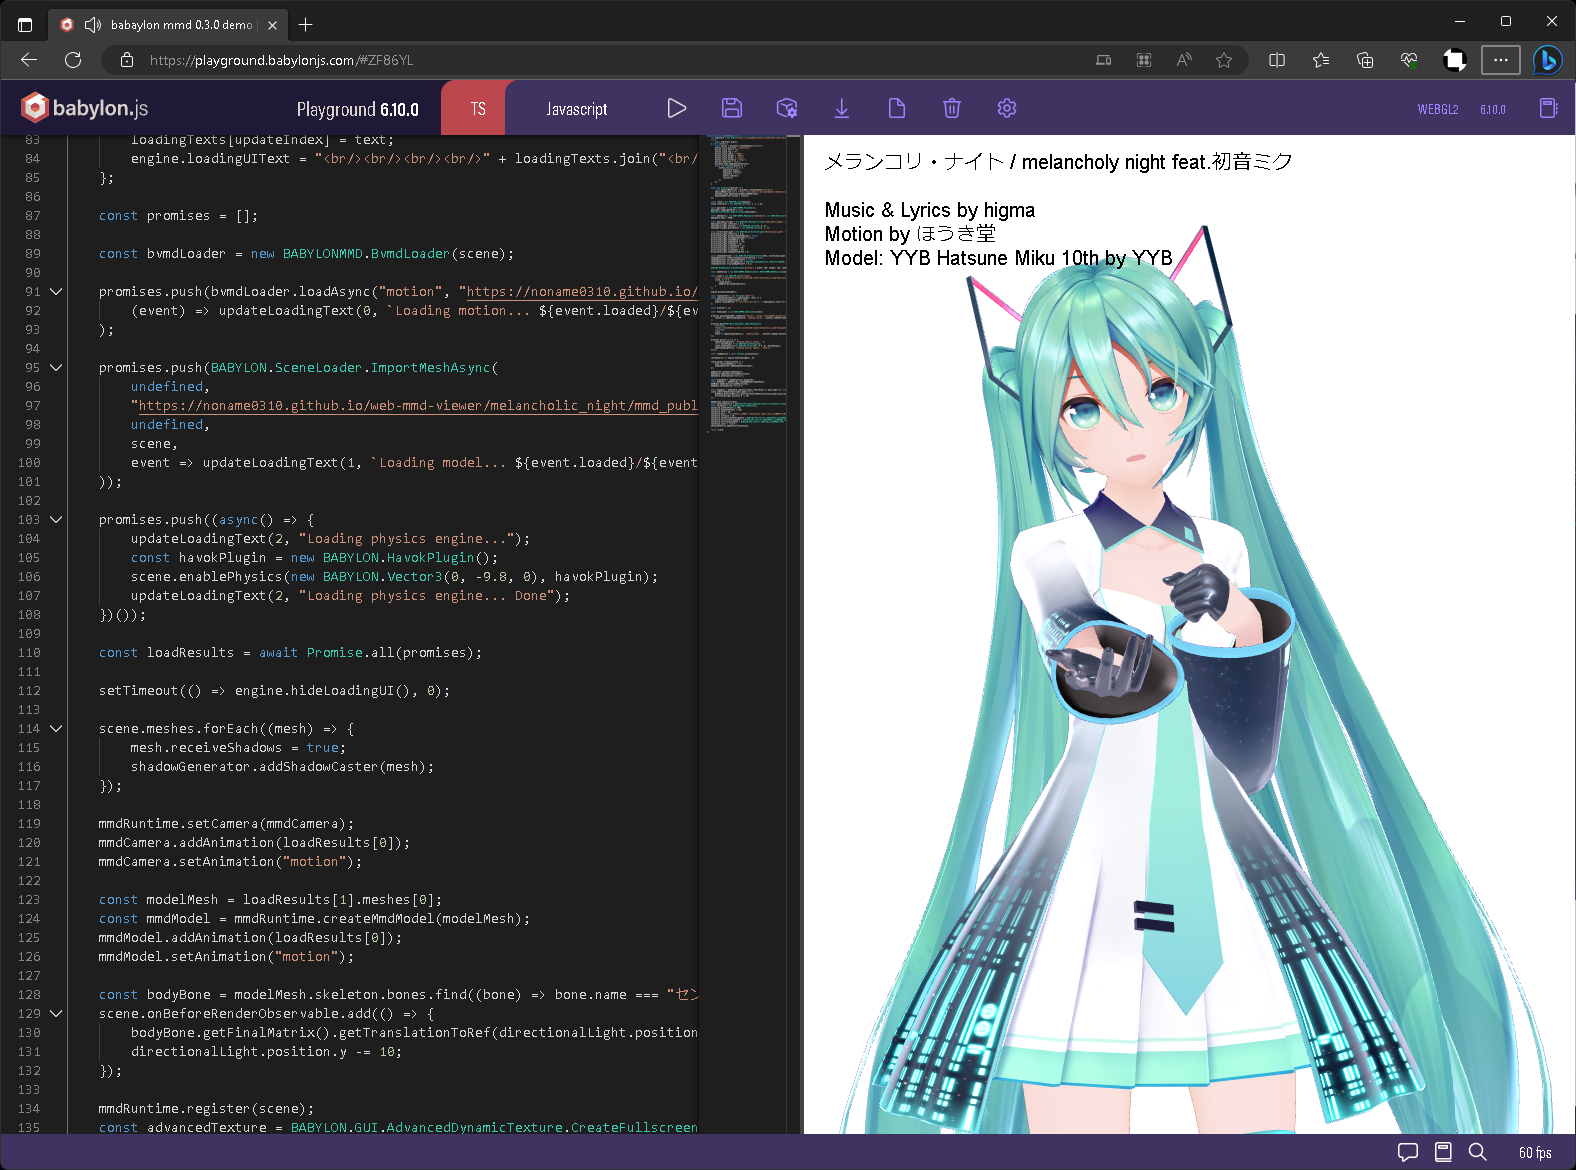 babaylon mmd 0.3.0 demo
https://playground.babylonjs.com/#ZF86YL
babylon.js
Playground 6.10.0
TS
Javascript
WEBGL2
6.10.0
83 loadingTexts[updateIndex] = text;
84 engine.loadingUIText = "<br/><br/><br/><br/>" + loadingTexts.join("<br/
85 };
86
87 const promises = [];
88
89 const bvmdLoader = new BABYLONMMD.BvmdLoader(scene);
90
91 promises.push(bvmdLoader.loadAsync("motion", "https://noname0310.github.io/
92 (event) => updateLoadingText(0, `Loading motion... ${event.loaded}/${ev
93 );
94
95 promises.push(BABYLON.SceneLoader.ImportMeshAsync(
96 undefined,
97 "https://noname0310.github.io/web-mmd-viewer/melancholic_night/mmd_publ
98 undefined,
99 scene,
100 event => updateLoadingText(1, `Loading model... ${event.loaded}/${event
101 ));
102
103 promises.push((async() => {
104 updateLoadingText(2, "Loading physics engine...");
105 const havokPlugin = new BABYLON.HavokPlugin();
106 scene.enablePhysics(new BABYLON.Vector3(0, -9.8, 0), havokPlugin);
107 updateLoadingText(2, "Loading physics engine... Done");
108 })());
109
110 const loadResults = await Promise.all(promises);
111
112 setTimeout(() => engine.hideLoadingUI(), 0);
113
114 scene.meshes.forEach((mesh) => {
115 mesh.receiveShadows = true;
116 shadowGenerator.addShadowCaster(mesh);
117 });
118
119 mmdRuntime.setCamera(mmdCamera);
120 mmdCamera.addAnimation(loadResults[0]);
121 mmdCamera.setAnimation("motion");
122
123 const modelMesh = loadResults[1].meshes[0];
124 const mmdModel = mmdRuntime.createMmdModel(modelMesh);
125 mmdModel.addAnimation(loadResults[0]);
126 mmdModel.setAnimation("motion");
127
128 const bodyBone = modelMesh.skeleton.bones.find((bone) => bone.name === "セン
129 scene.onBeforeRenderObservable.add(() => {
130 bodyBone.getFinalMatrix().getTranslationToRef(directionalLight.position
131 directionalLight.position.y -= 10;
132 });
133
134 mmdRuntime.register(scene);
135 const advancedTexture = BABYLON.GUI.AdvancedDynamicTexture.CreateFullscreen
メランコリ・ナイト / melancholy night feat.初音ミク
Music & Lyrics by higma
Motion by ほうき堂
Model: YYB Hatsune Miku 10th by YYB
60 fps